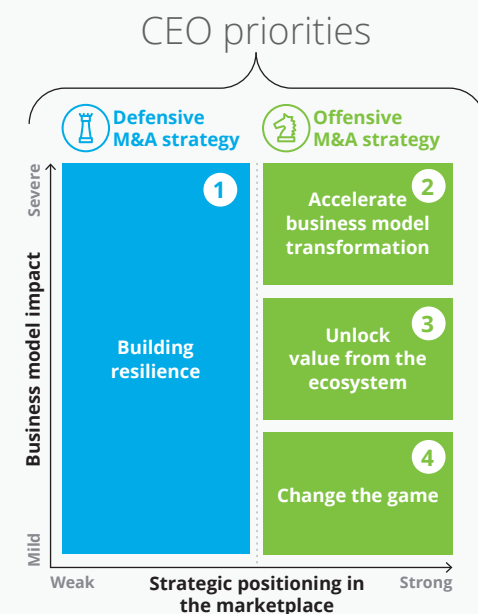 CEO priorities
Defensive
M&A strategy
Offensive
M&A strategy
Severe
Business model impact
Mild
1
Building
resilience
2
Accelerate
business model
transformation
3
Unlock
value from the
ecosystem
4
Change the game
Weak
Strategic positioning in
the marketplace
Strong